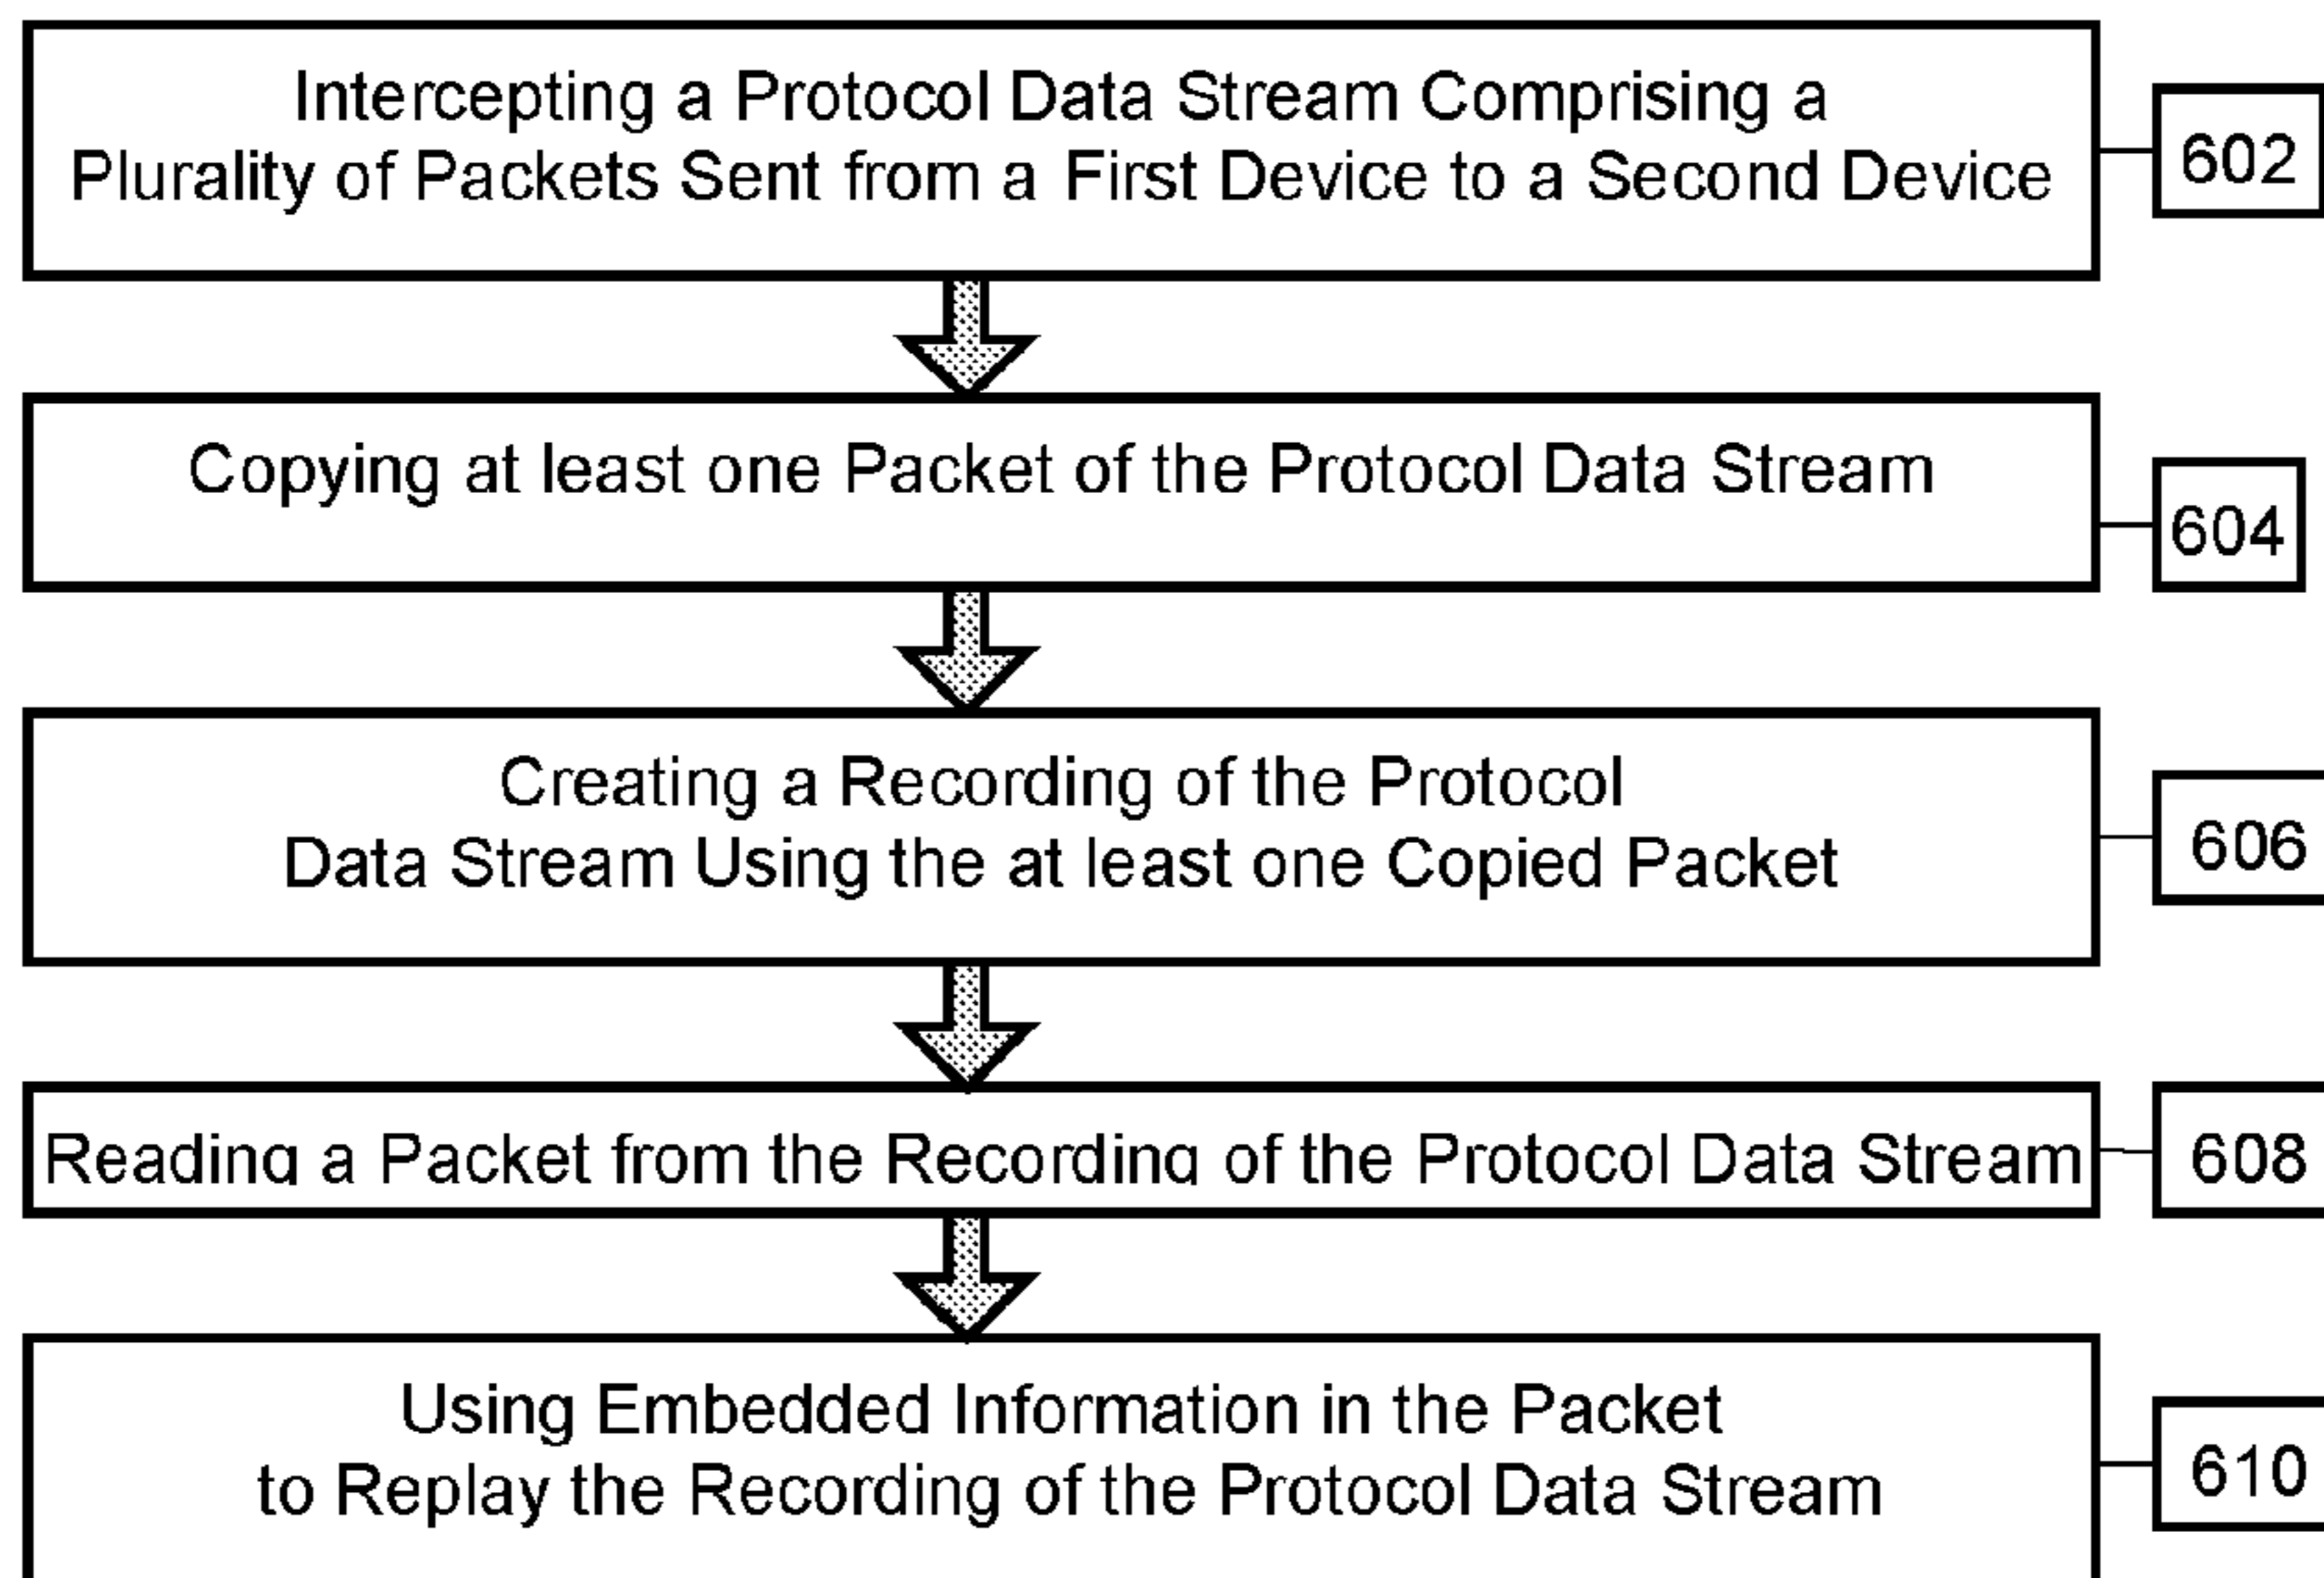 Intercepting a Protocol Data Stream Comprising a
Plurality of Packets Sent from a First Device to a Second Device
602
Copying at least one Packet of the Protocol Data Stream
604
Creating a Recording of the Protocol
Data Stream Using the at least one Copied Packet
606
Reading a Packet from the Recording of the Protocol Data Stream
608
Using Embedded Information in the Packet
to Replay the Recording of the Protocol Data Stream
610